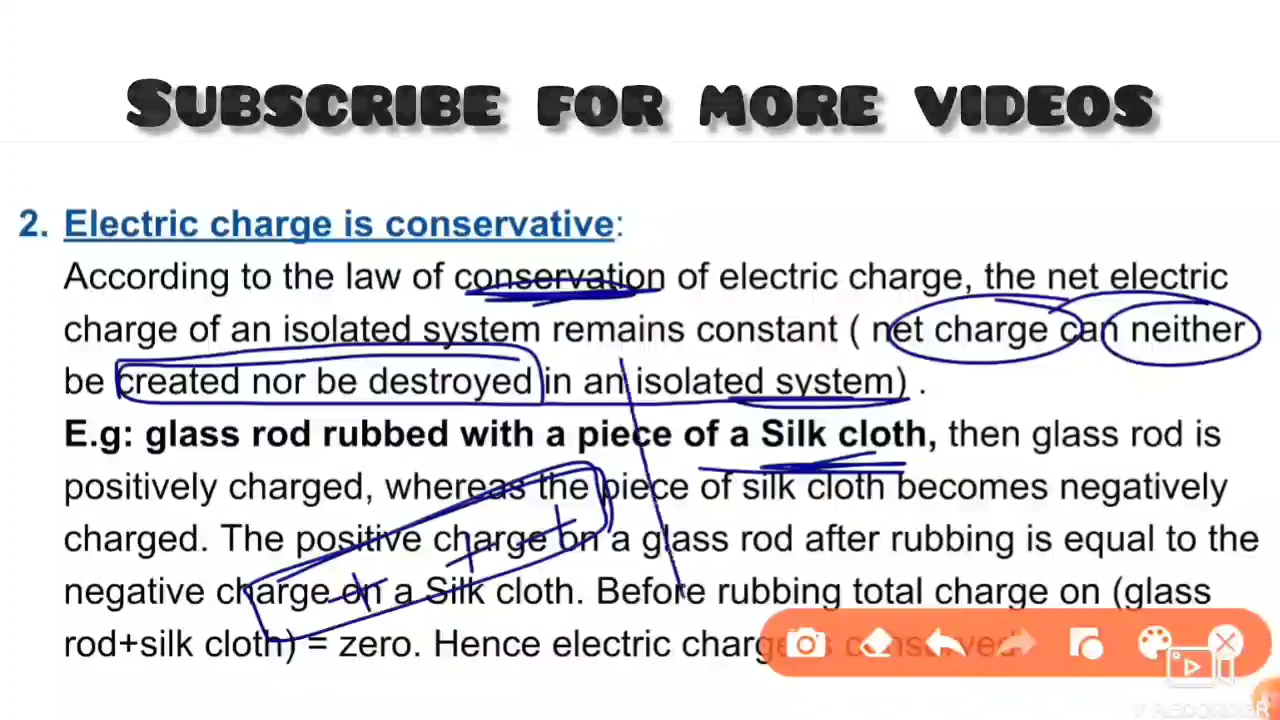 SUBSCRIBE FOR MORE VIDEOS
2. Electric charge is conservative:
According to the law of conservation of electric charge, the net electric
charge of an isolated system remains constant ( net charge can neither
be created nor be destroyed in an isolated system) .
E.g: glass rod rubbed with a piece of a Silk cloth, then glass rod is
positively charged, whereas the piece of silk cloth becomes negatively
charged. The positive charge on a glass rod after rubbing is equal to the
negative charge on a Silk cloth. Before rubbing total charge on (glass
rod+silk cloth) = zero. Hence electric charge is conserved
+ + +
V RECORDER